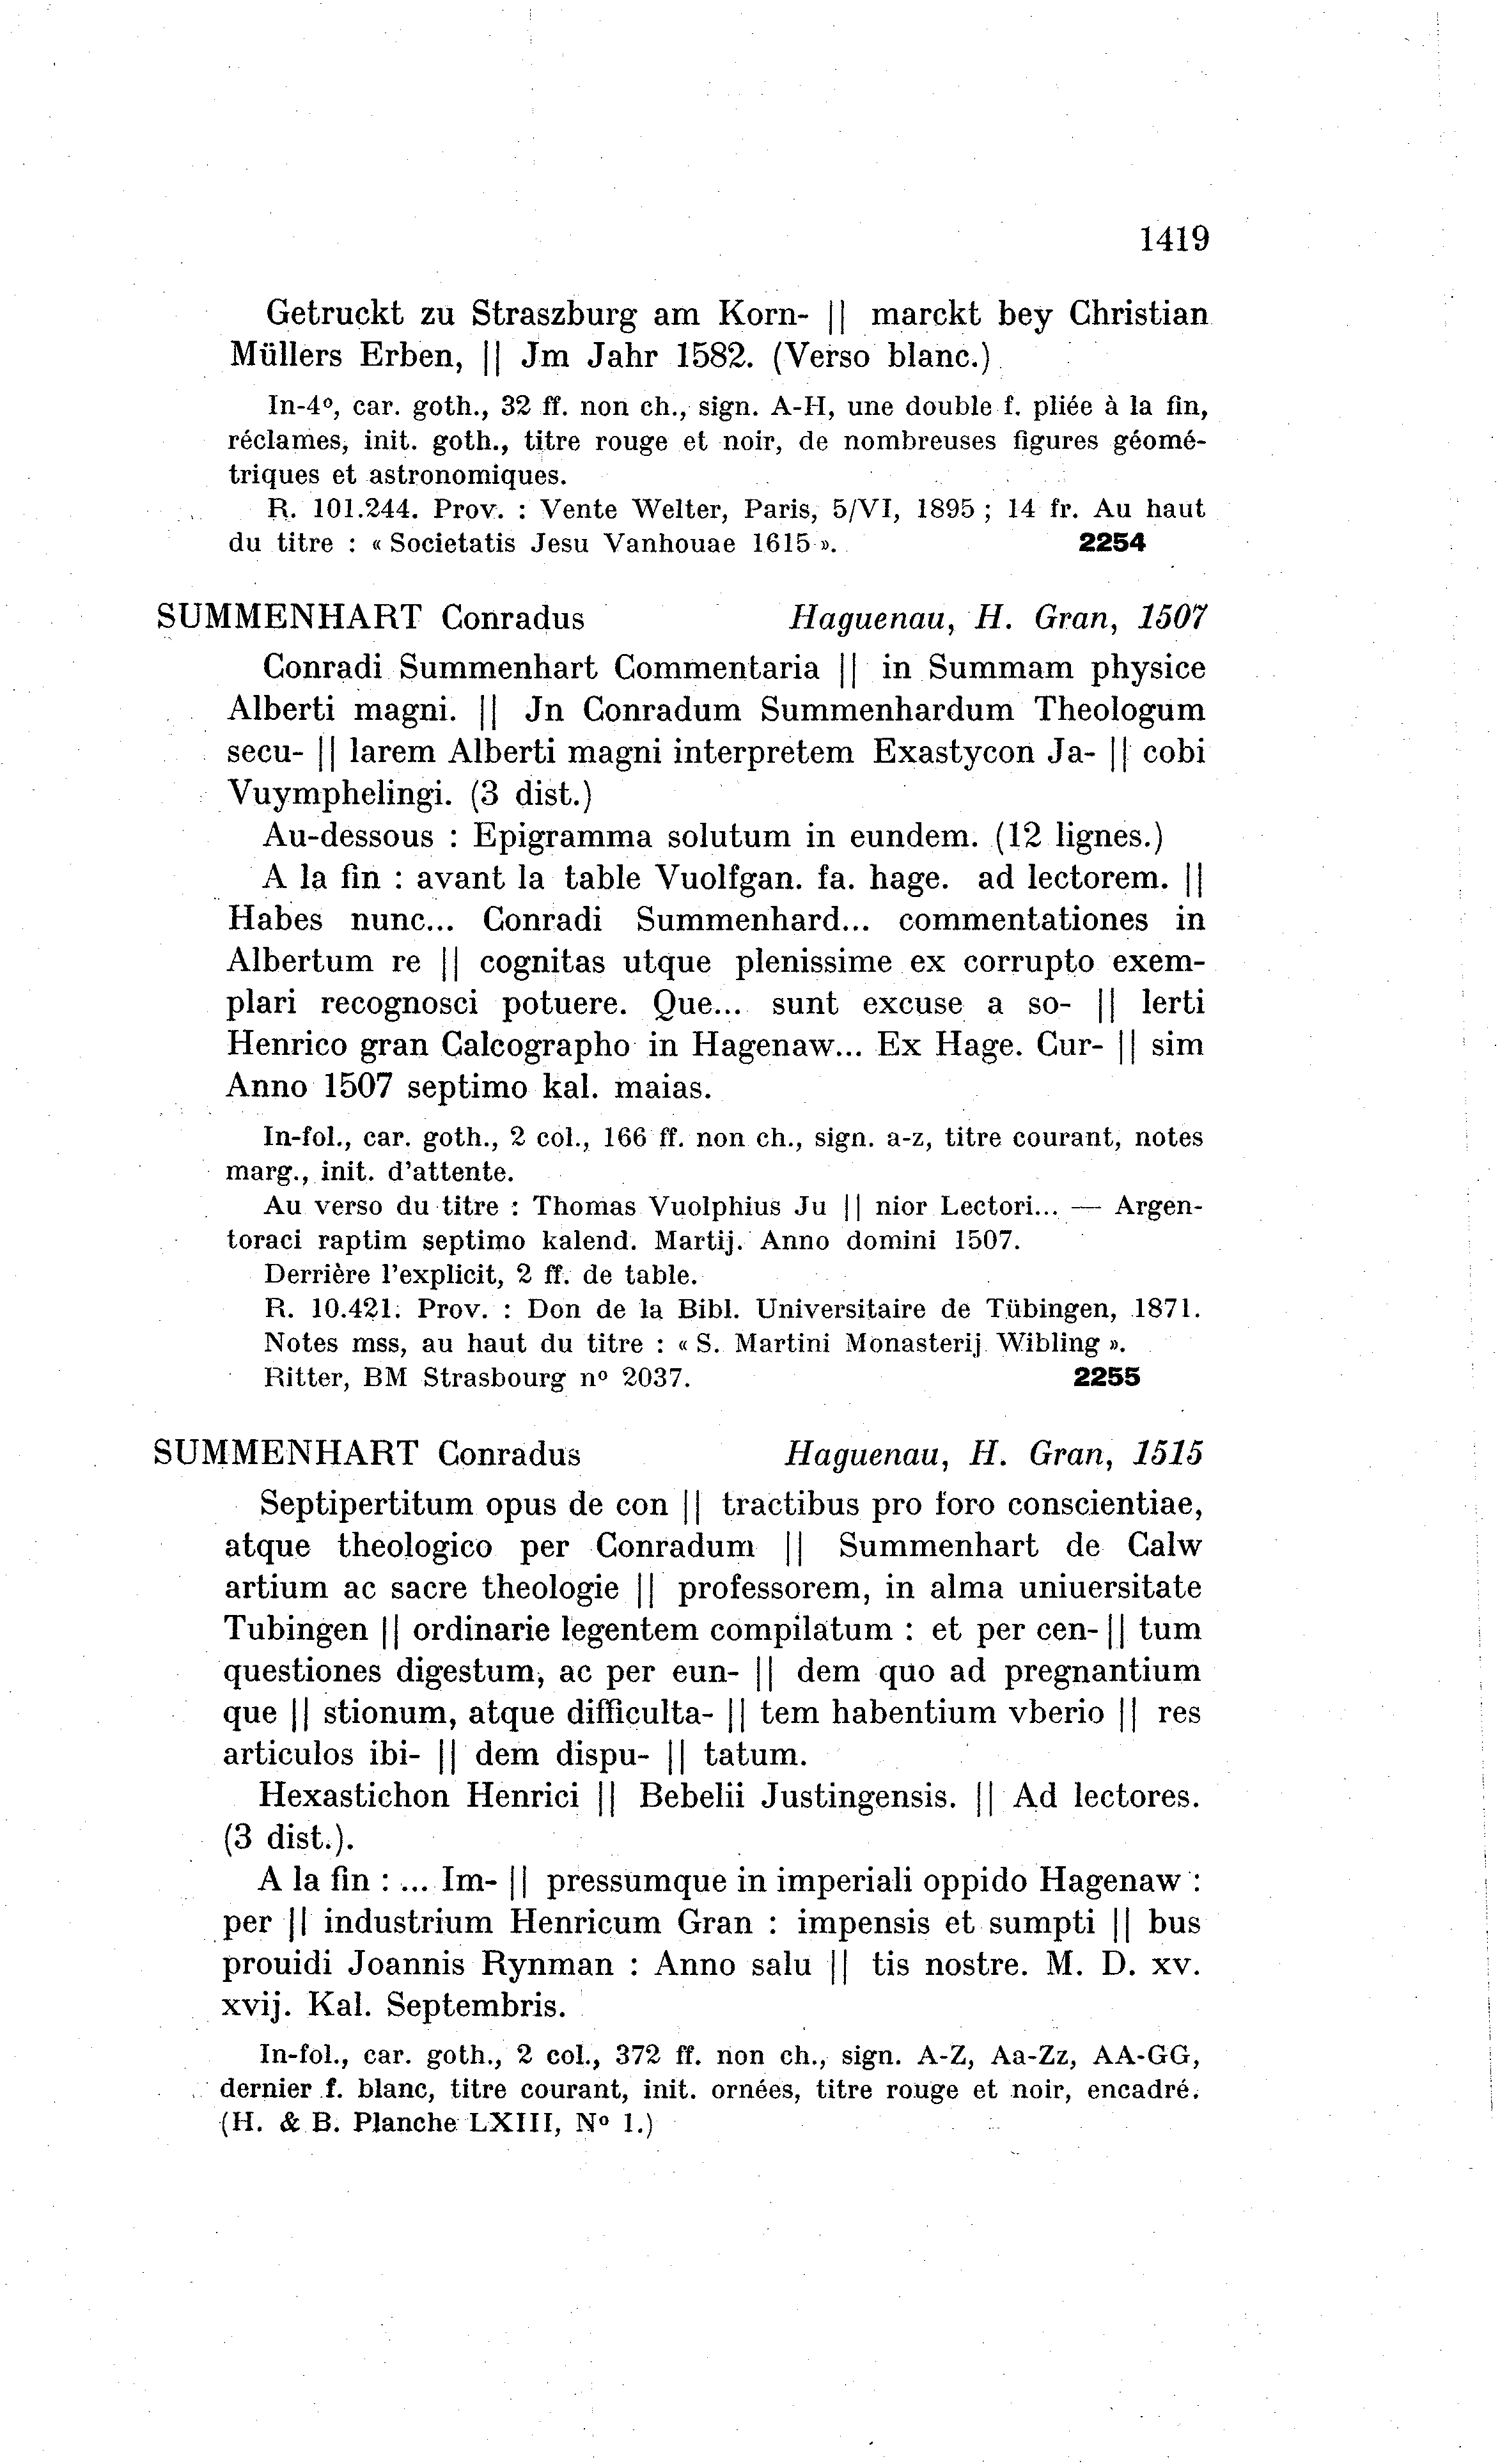 1419
Getruckt zu Straszburg am Korn- || marckt bey Christian
Müllers Erben, || Jm Jahr 1582. (Verso blanc.)
In-4º, car. goth., 32 ff. non ch., sign. A-H, une double f. pliée à la fin,
réclames, init. goth., titre rouge et noir, de nombreuses figures géomé-
triques et astronomiques.
R. 101.244. Prov. : Vente Welter, Paris, 5/VI, 1895 ; 14 fr. Au haut
du titre : « Societatis Jesu Vanhouae 1615 ». 2254
SUMMENHART Conradus Haguenau, H. Gran, 1507
Conradi Summenhart Commentaria || in Summam physice
Alberti magni. || Jn Conradum Summenhardum Theologum
secu- || larem Alberti magni interpretem Exastycon Ja- || cobi
Vuymphelingi. (3 dist.)
Au-dessous : Epigramma solutum in eundem. (12 lignes.)
A la fin : avant la table Vuolfgan. fa. hage. ad lectorem. ||
Habes nunc... Conradi Summenhard... commentationes in
Albertum re || cognitas utque plenissime ex corrupto exem-
plari recognosci potuere. Que... sunt excuse a so- || lerti
Henrico gran Calcographo in Hagenaw... Ex Hage. Cur- || sim
Anno 1507 septimo kal. maias.
In-fol., car. goth., 2 col., 166 ff. non ch., sign. a-z, titre courant, notes
marg., init. d'attente.
Au verso du titre : Thomas Vuolphius Ju || nior Lectori... — Argen-
toraci raptim septimo kalend. Martij. Anno domini 1507.
Derrière l'explicit, 2 ff. de table.
R. 10.421. Prov. : Don de la Bibl. Universitaire de Tübingen, 1871.
Notes mss, au haut du titre : « S. Martini Monasterij Wibling ».
Ritter, BM Strasbourg nº 2037. 2255
SUMMENHART Conradus Haguenau, H. Gran, 1515
Septipertitum opus de con || tractibus pro foro conscientiae,
atque theologico per Conradum || Summenhart de Calw
artium ac sacre theologie || professorem, in alma uniuersitate
Tubingen || ordinarie legentem compilatum : et per cen- || tum
questiones digestum, ac per eun- || dem quo ad pregnantium
que || stionum, atque difficulta- || tem habentium vberio || res
articulos ibi- || dem dispu- || tatum.
Hexastichon Henrici || Bebelii Justingensis. || Ad lectores.
(3 dist.).
A la fin : ... Im- || pressumque in imperiali oppido Hagenaw :
per || industrium Henricum Gran : impensis et sumpti || bus
prouidi Joannis Rynman : Anno salu || tis nostre. M. D. xv.
xvij. Kal. Septembris.
In-fol., car. goth., 2 col., 372 ff. non ch., sign. A-Z, Aa-Zz, AA-GG,
dernier f. blanc, titre courant, init. ornées, titre rouge et noir, encadré.
(H. & B. Planche LXIII, Nº 1.)